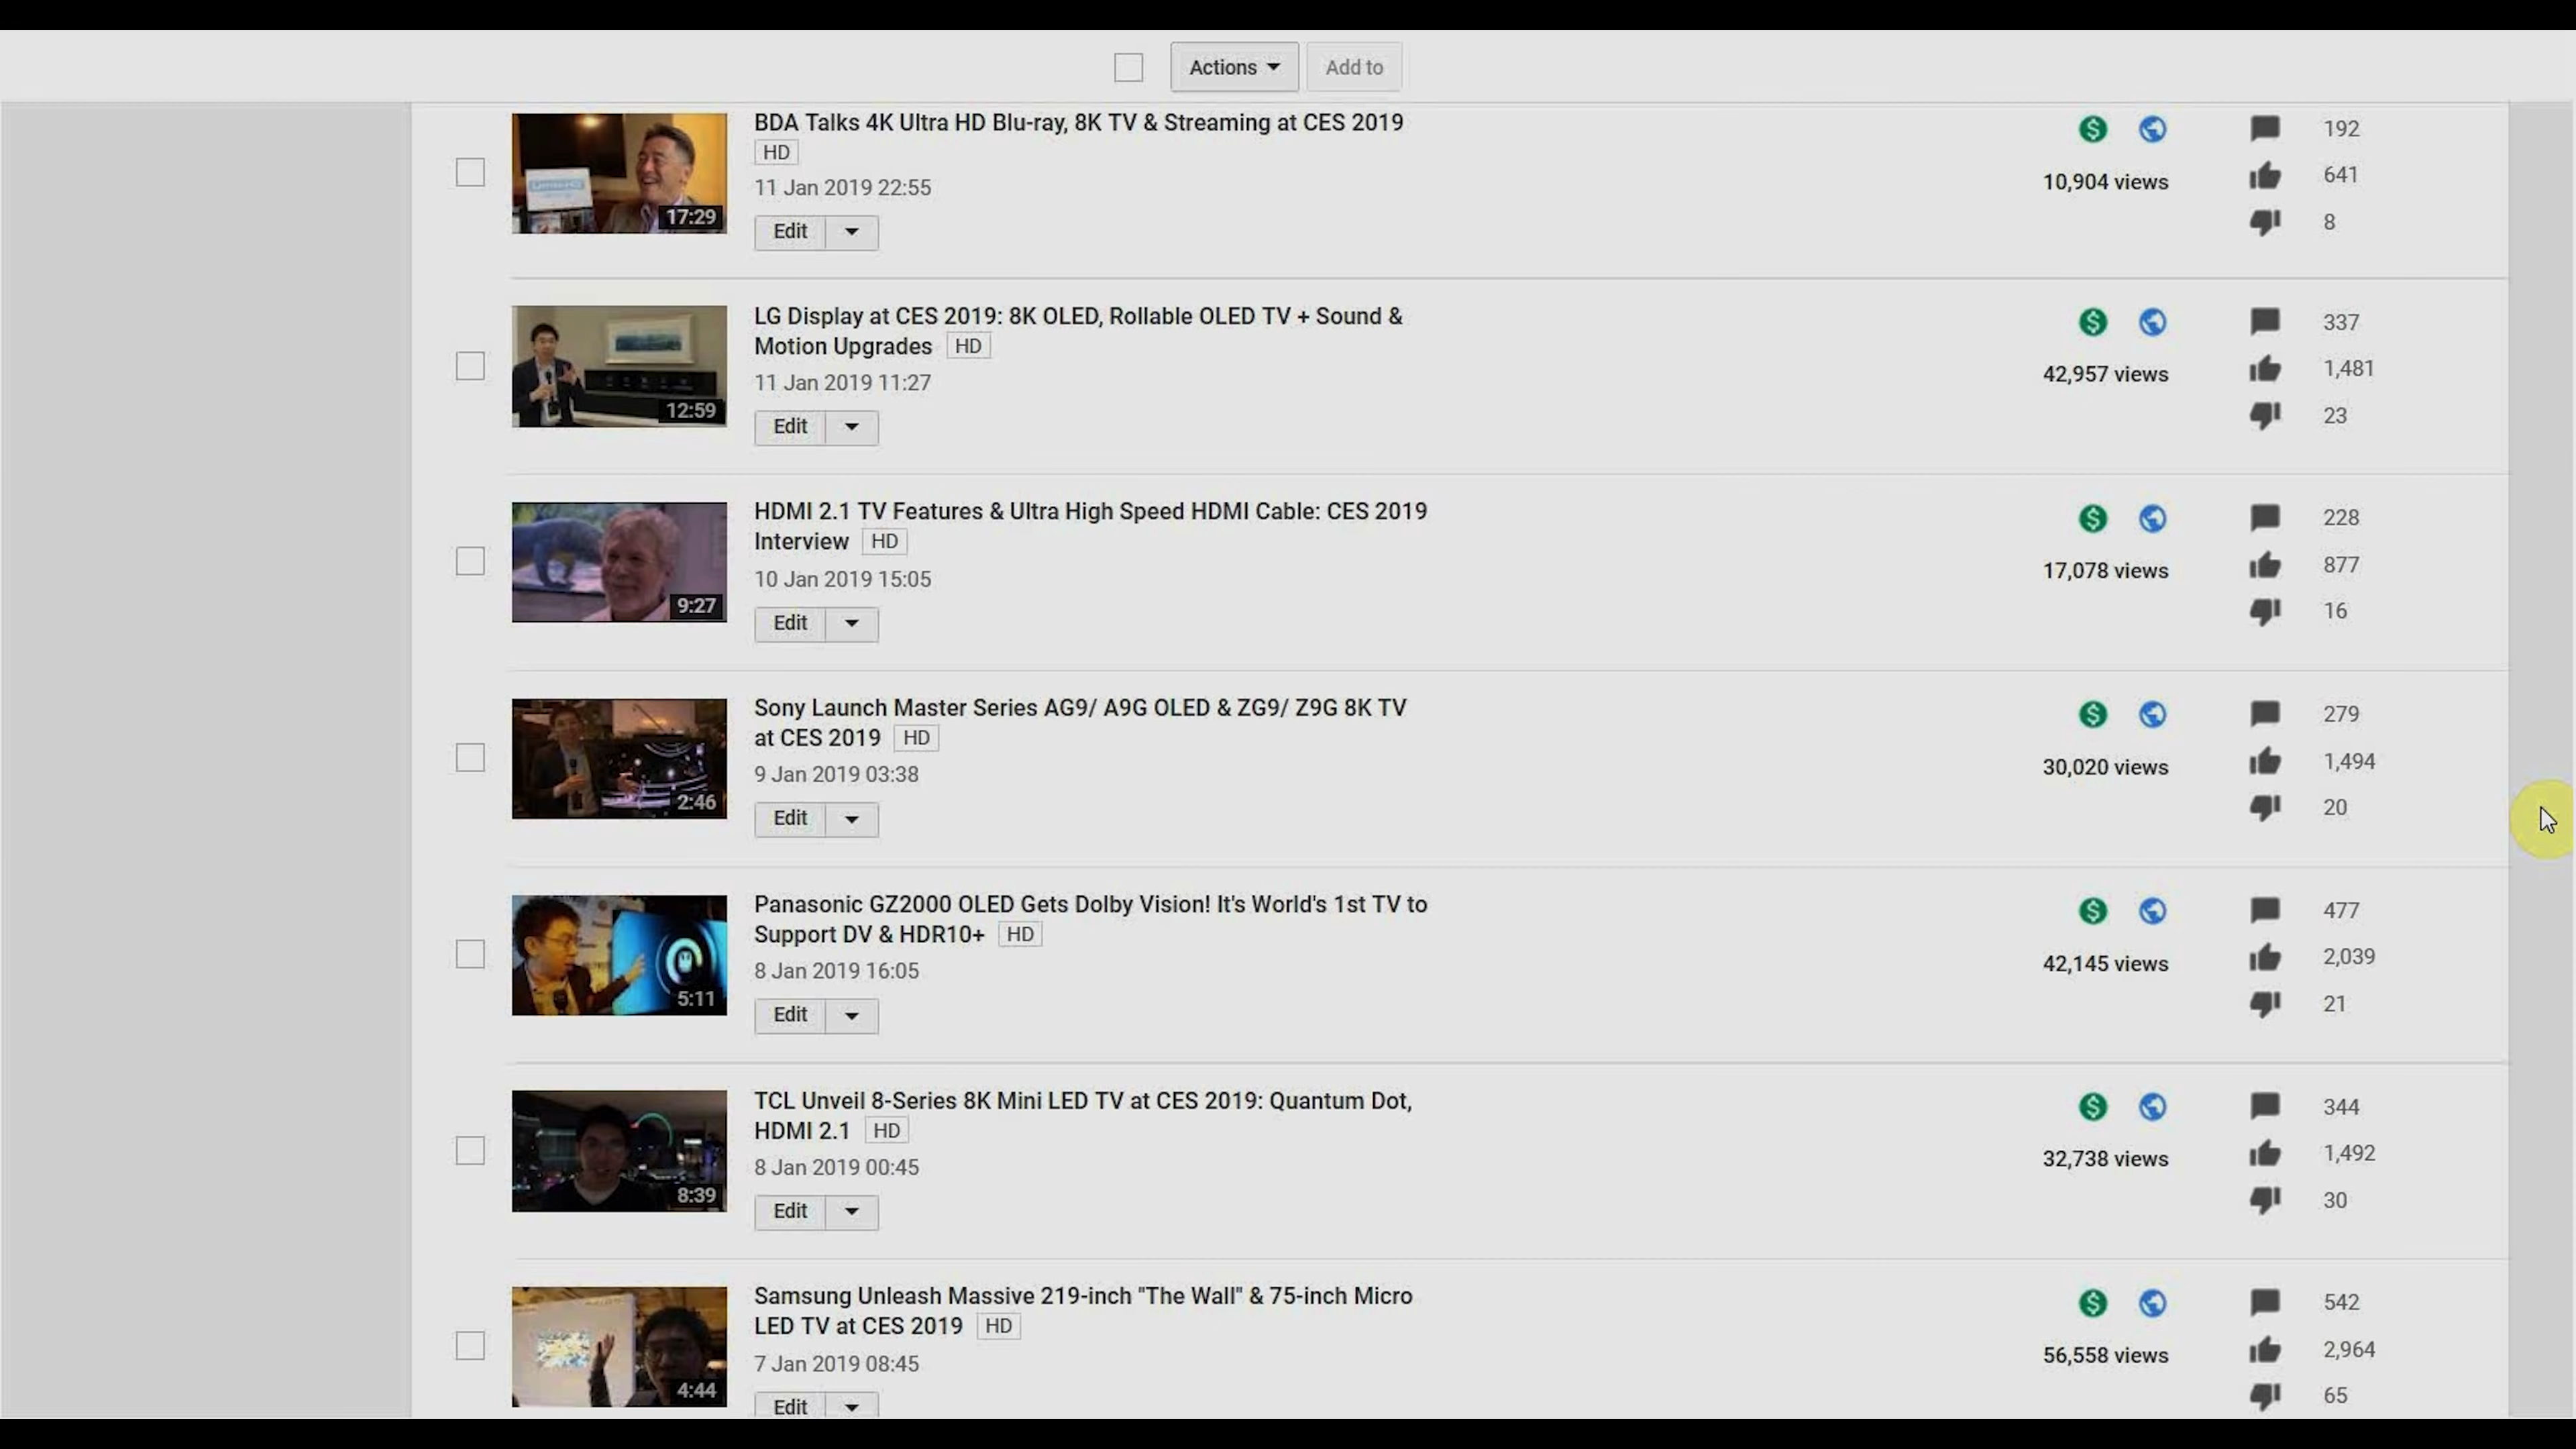 Actions Add to
BDA Talks 4K Ultra HD Blu-ray, 8K TV & Streaming at CES 2019
HD
11 Jan 2019 22:55
17:29
Edit
10,904 views
192
641
8
LG Display at CES 2019: 8K OLED, Rollable OLED TV + Sound &
Motion Upgrades HD
11 Jan 2019 11:27
12:59
Edit
42,957 views
337
1,481
23
HDMI 2.1 TV Features & Ultra High Speed HDMI Cable: CES 2019
Interview HD
10 Jan 2019 15:05
9:27
Edit
17,078 views
228
877
16
Sony Launch Master Series AG9/ A9G OLED & ZG9/ Z9G 8K TV
at CES 2019 HD
9 Jan 2019 03:38
2:46
Edit
30,020 views
279
1,494
20
Panasonic GZ2000 OLED Gets Dolby Vision! It's World's 1st TV to
Support DV & HDR10+ HD
8 Jan 2019 16:05
5:11
Edit
42,145 views
477
2,039
21
TCL Unveil 8-Series 8K Mini LED TV at CES 2019: Quantum Dot,
HDMI 2.1 HD
8 Jan 2019 00:45
8:39
Edit
32,738 views
344
1,492
30
Samsung Unleash Massive 219-inch "The Wall" & 75-inch Micro
LED TV at CES 2019 HD
7 Jan 2019 08:45
4:44
Edit
56,558 views
542
2,964
65